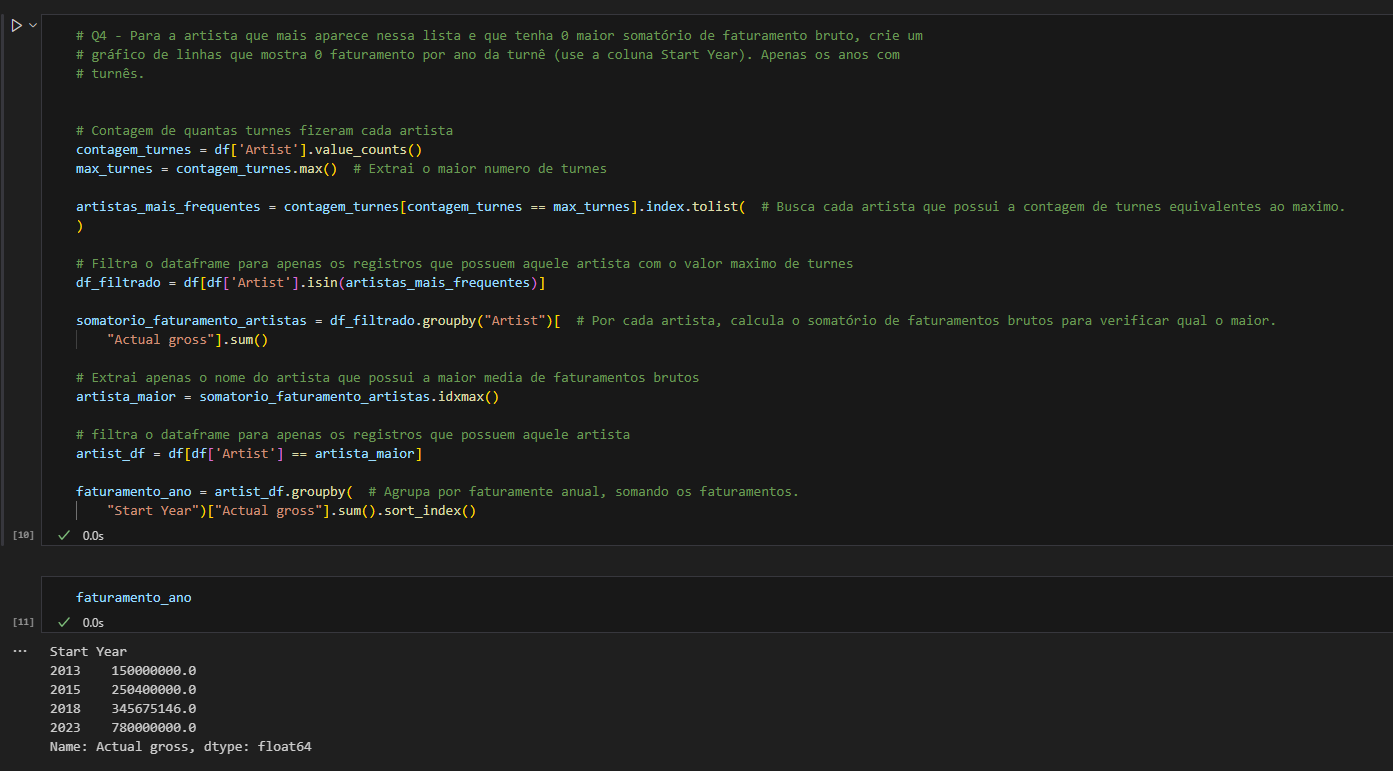 # Q4 - Para a artista que mais aparece nessa lista e que tenha 0 maior somatório de faturamento bruto, crie um
# gráfico de linhas que mostra 0 faturamento por ano da turnê (use a coluna Start Year). Apenas os anos com
# turnês.
# Contagem de quantas turnes fizeram cada artista
contagem_turnes = df['Artist'].value_counts()
max_turnes = contagem_turnes.max()  # Extrai o maior numero de turnes
artistas_mais_frequentes = contagem_turnes[contagem_turnes == max_turnes].index.tolist(  # Busca cada artista que possui a contagem de turnes equivalentes ao maximo.
)
# Filtra o dataframe para apenas os registros que possuem aquele artista com o valor maximo de turnes
df_filtrado = df[df['Artist'].isin(artistas_mais_frequentes)]
somatorio_faturamento_artistas = df_filtrado.groupby("Artist")[  # Por cada artista, calcula o somatório de faturamentos brutos para verificar qual o maior.
    "Actual gross"].sum()
# Extrai apenas o nome do artista que possui a maior media de faturamentos brutos
artista_maior = somatorio_faturamento_artistas.idxmax()
# filtra o dataframe para apenas os registros que possuem aquele artista
artist_df = df[df['Artist'] == artista_maior]
faturamento_ano = artist_df.groupby(  # Agrupa por faturamente anual, somando os faturamentos.
    "Start Year")["Actual gross"].sum().sort_index()
[10] 0.0s
faturamento_ano
[11] 0.0s
Start Year
2013    150000000.0
2015    250400000.0
2018    345675146.0
2023    780000000.0
Name: Actual gross, dtype: float64